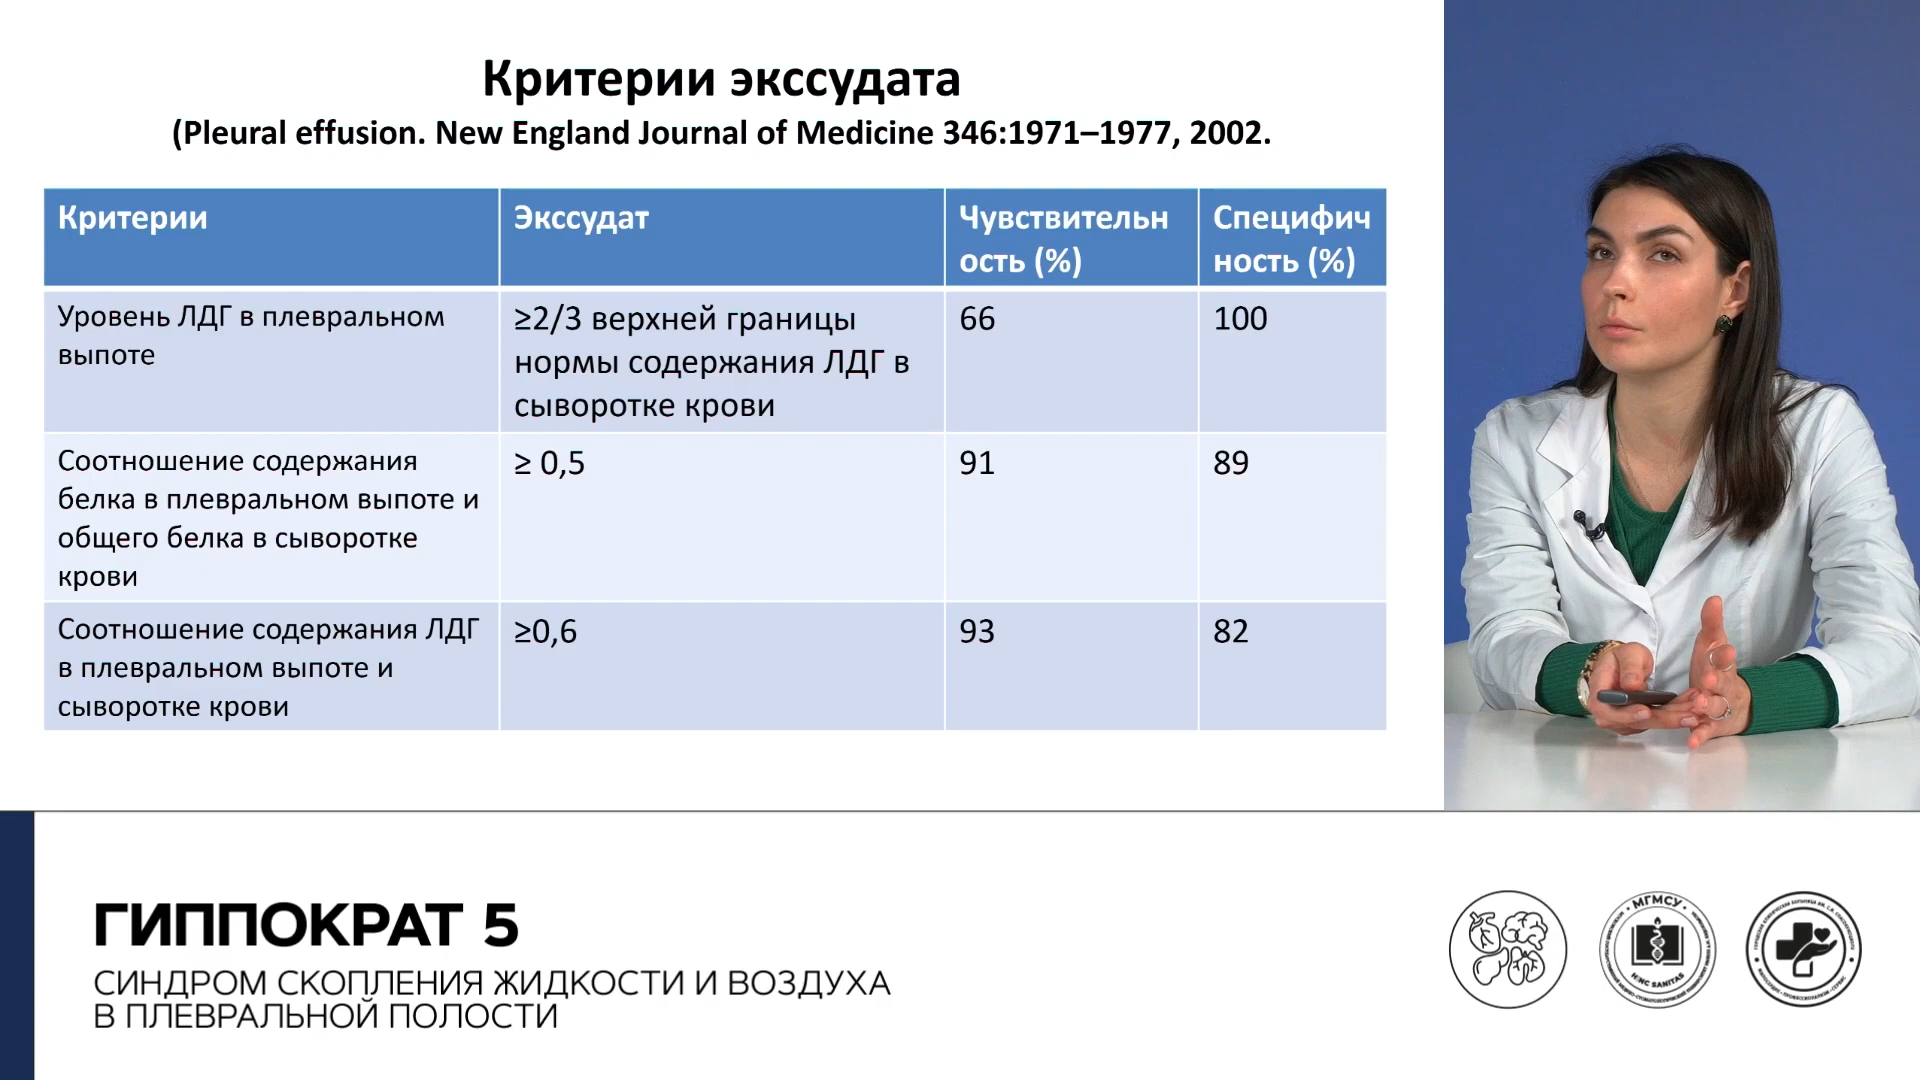 Критерии экссудата
(Pleural effusion. New England Journal of Medicine 346:1971–1977, 2002.
Критерии
Экссудат
Чувствительн
ость (%)
Специфич
ность (%)
Уровень ЛДГ в плевральном
выпоте
≥2/3 верхней границы
нормы содержания ЛДГ в
сыворотке крови
66
100
Соотношение содержания
белка в плевральном выпоте и
общего белка в сыворотке
крови
≥ 0,5
91
89
Соотношение содержания ЛДГ
в плевральном выпоте и
сыворотке крови
≥0,6
93
82
ГИППОКРАТ 5
СИНДРОМ СКОПЛЕНИЯ ЖИДКОСТИ И ВОЗДУХА
В ПЛЕВРАЛЬНОЙ ПОЛОСТИ
МГМСУ